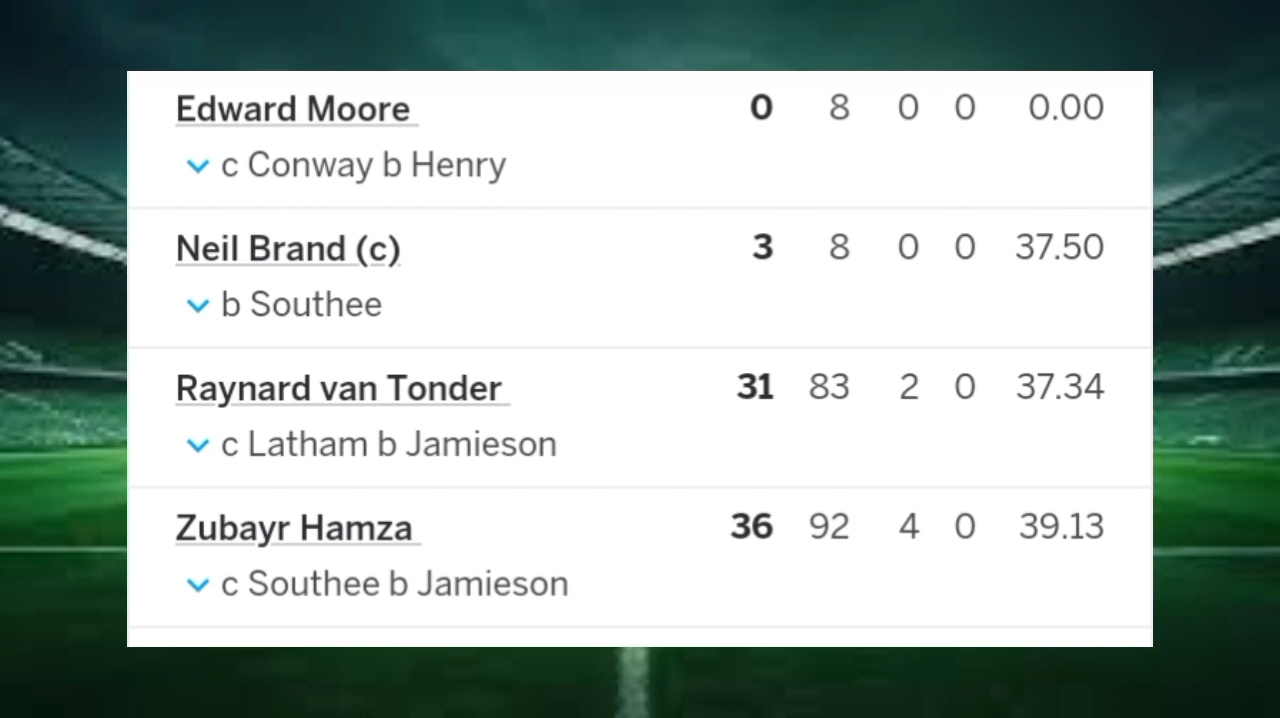 Edward Moore 0 8 0 0 0.00
c Conway b Henry
Neil Brand (c) 3 8 0 0 37.50
b Southee
Raynard van Tonder 31 83 2 0 37.34
c Latham b Jamieson
Zubayr Hamza 36 92 4 0 39.13
c Southee b Jamieson